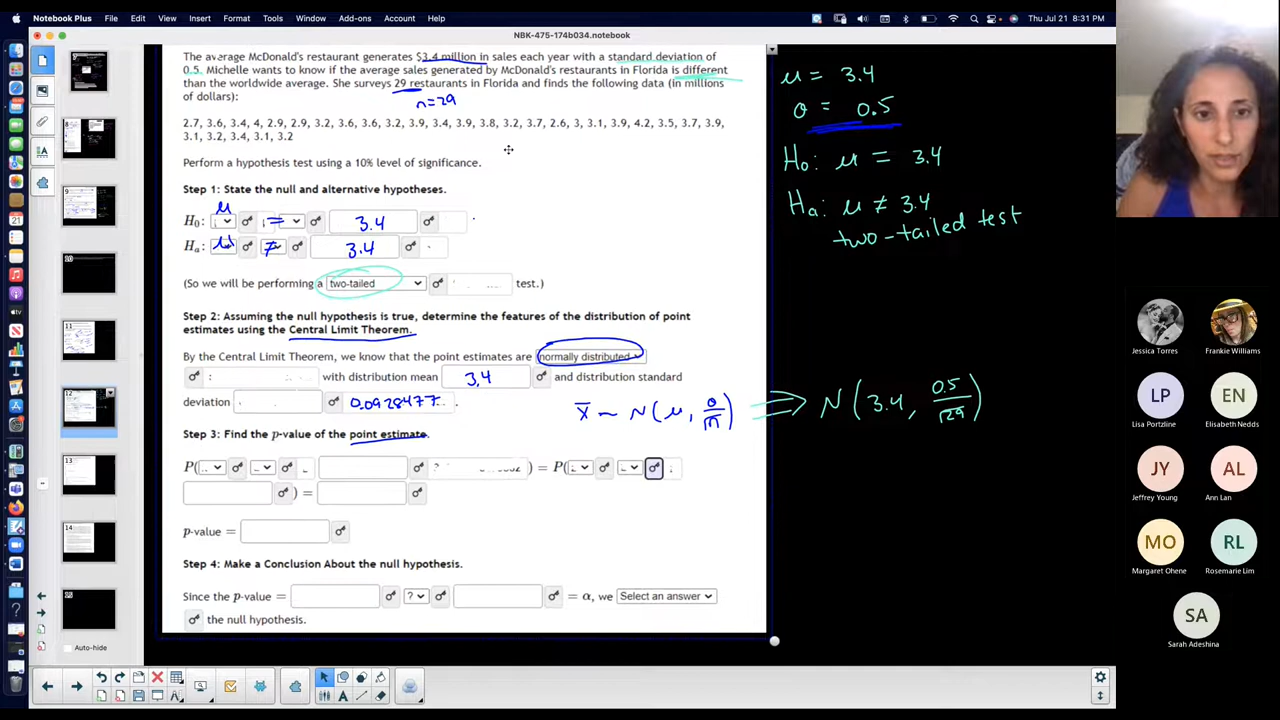 Notebook Plus File Edit View Insert Format Tools Window Add-ons Account Help
Thu Jul 21 8:31 PM
NBK-475-174b034.notebook
The average McDonald's restaurant generates $3.4 million in sales each year with a standard deviation of
0.5. Michelle wants to know if the average sales generated by McDonald's restaurants in Florida is different
than the worldwide average. She surveys 29 restaurants in Florida and finds the following data (in millions
of dollars):
n=29
2.7, 3.6, 3.4, 4, 2.9, 2.9, 3.2, 3.6, 3.6, 3.2, 3.9, 3.4, 3.9, 3.8, 3.2, 3.7, 2.6, 3, 3.1, 3.9, 4.2, 3.5, 3.7, 3.9,
3.1, 3.2, 3.4, 3.1, 3.2
Perform a hypothesis test using a 10% level of significance.
Step 1: State the null and alternative hypotheses.
H0: μ = 3.4
Ha: μ ≠ 3.4
(So we will be performing a two-tailed test.)
Step 2: Assuming the null hypothesis is true, determine the features of the distribution of point
estimates using the Central Limit Theorem.
By the Central Limit Theorem, we know that the point estimates are normally distributed
with distribution mean 3.4 and distribution standard
deviation 0.0928477.
Step 3: Find the p-value of the point estimate.
P( ) = P(
) =
p-value =
Step 4: Make a Conclusion About the null hypothesis.
Since the p-value = ? = α, we Select an answer
the null hypothesis.
μ = 3.4
σ = 0.5
H0: μ = 3.4
Ha: μ ≠ 3.4
two-tailed test
x̄ ~ N(μ, σ/√n) ⇒ N(3.4, 0.5/√29)
Jessica Torres
Frankie Williams
LP
EN
Lisa Portzline
Elisabeth Nedds
JY
AL
Jeffrey Young
Ann Lan
MO
RL
Margaret Ohene
Rosemarie Lim
SA
Sarah Adeshina
8
9
10
11
12
13
14
15
Auto-hide